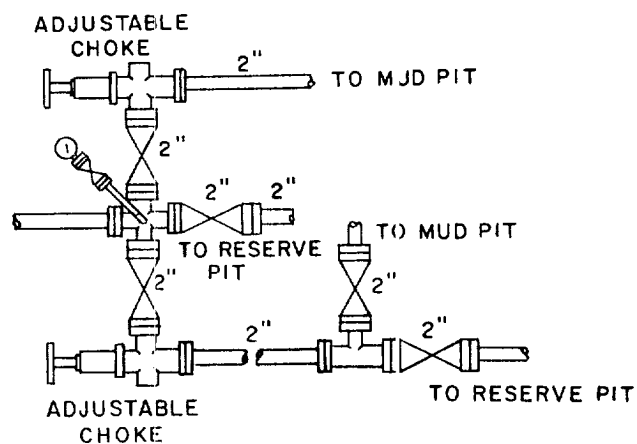 ADJUSTABLE
CHOKE
2"
TO MJD PIT
2"
1
2"
2"
TO RESERVE
PIT
TO MUD PIT
2"
2"
2"
2"
TO RESERVE PIT
ADJUSTABLE
CHOKE